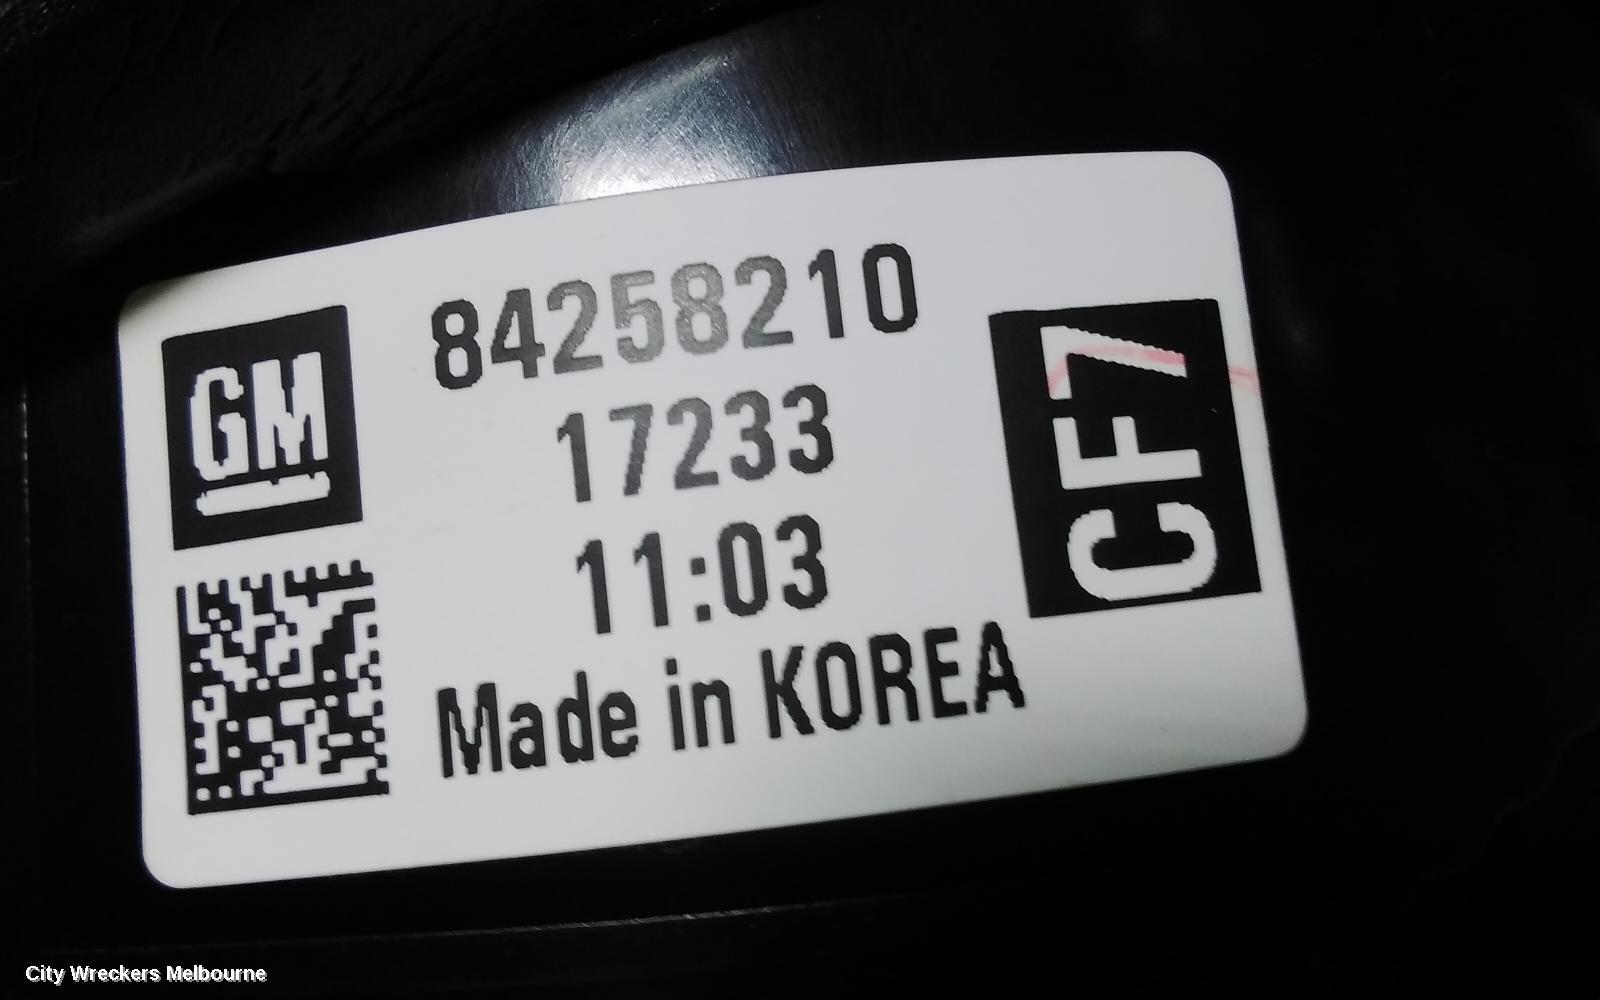 GM
84258210
17233
11:03
Made in KOREA
CF7
City Wreckers Melbourne